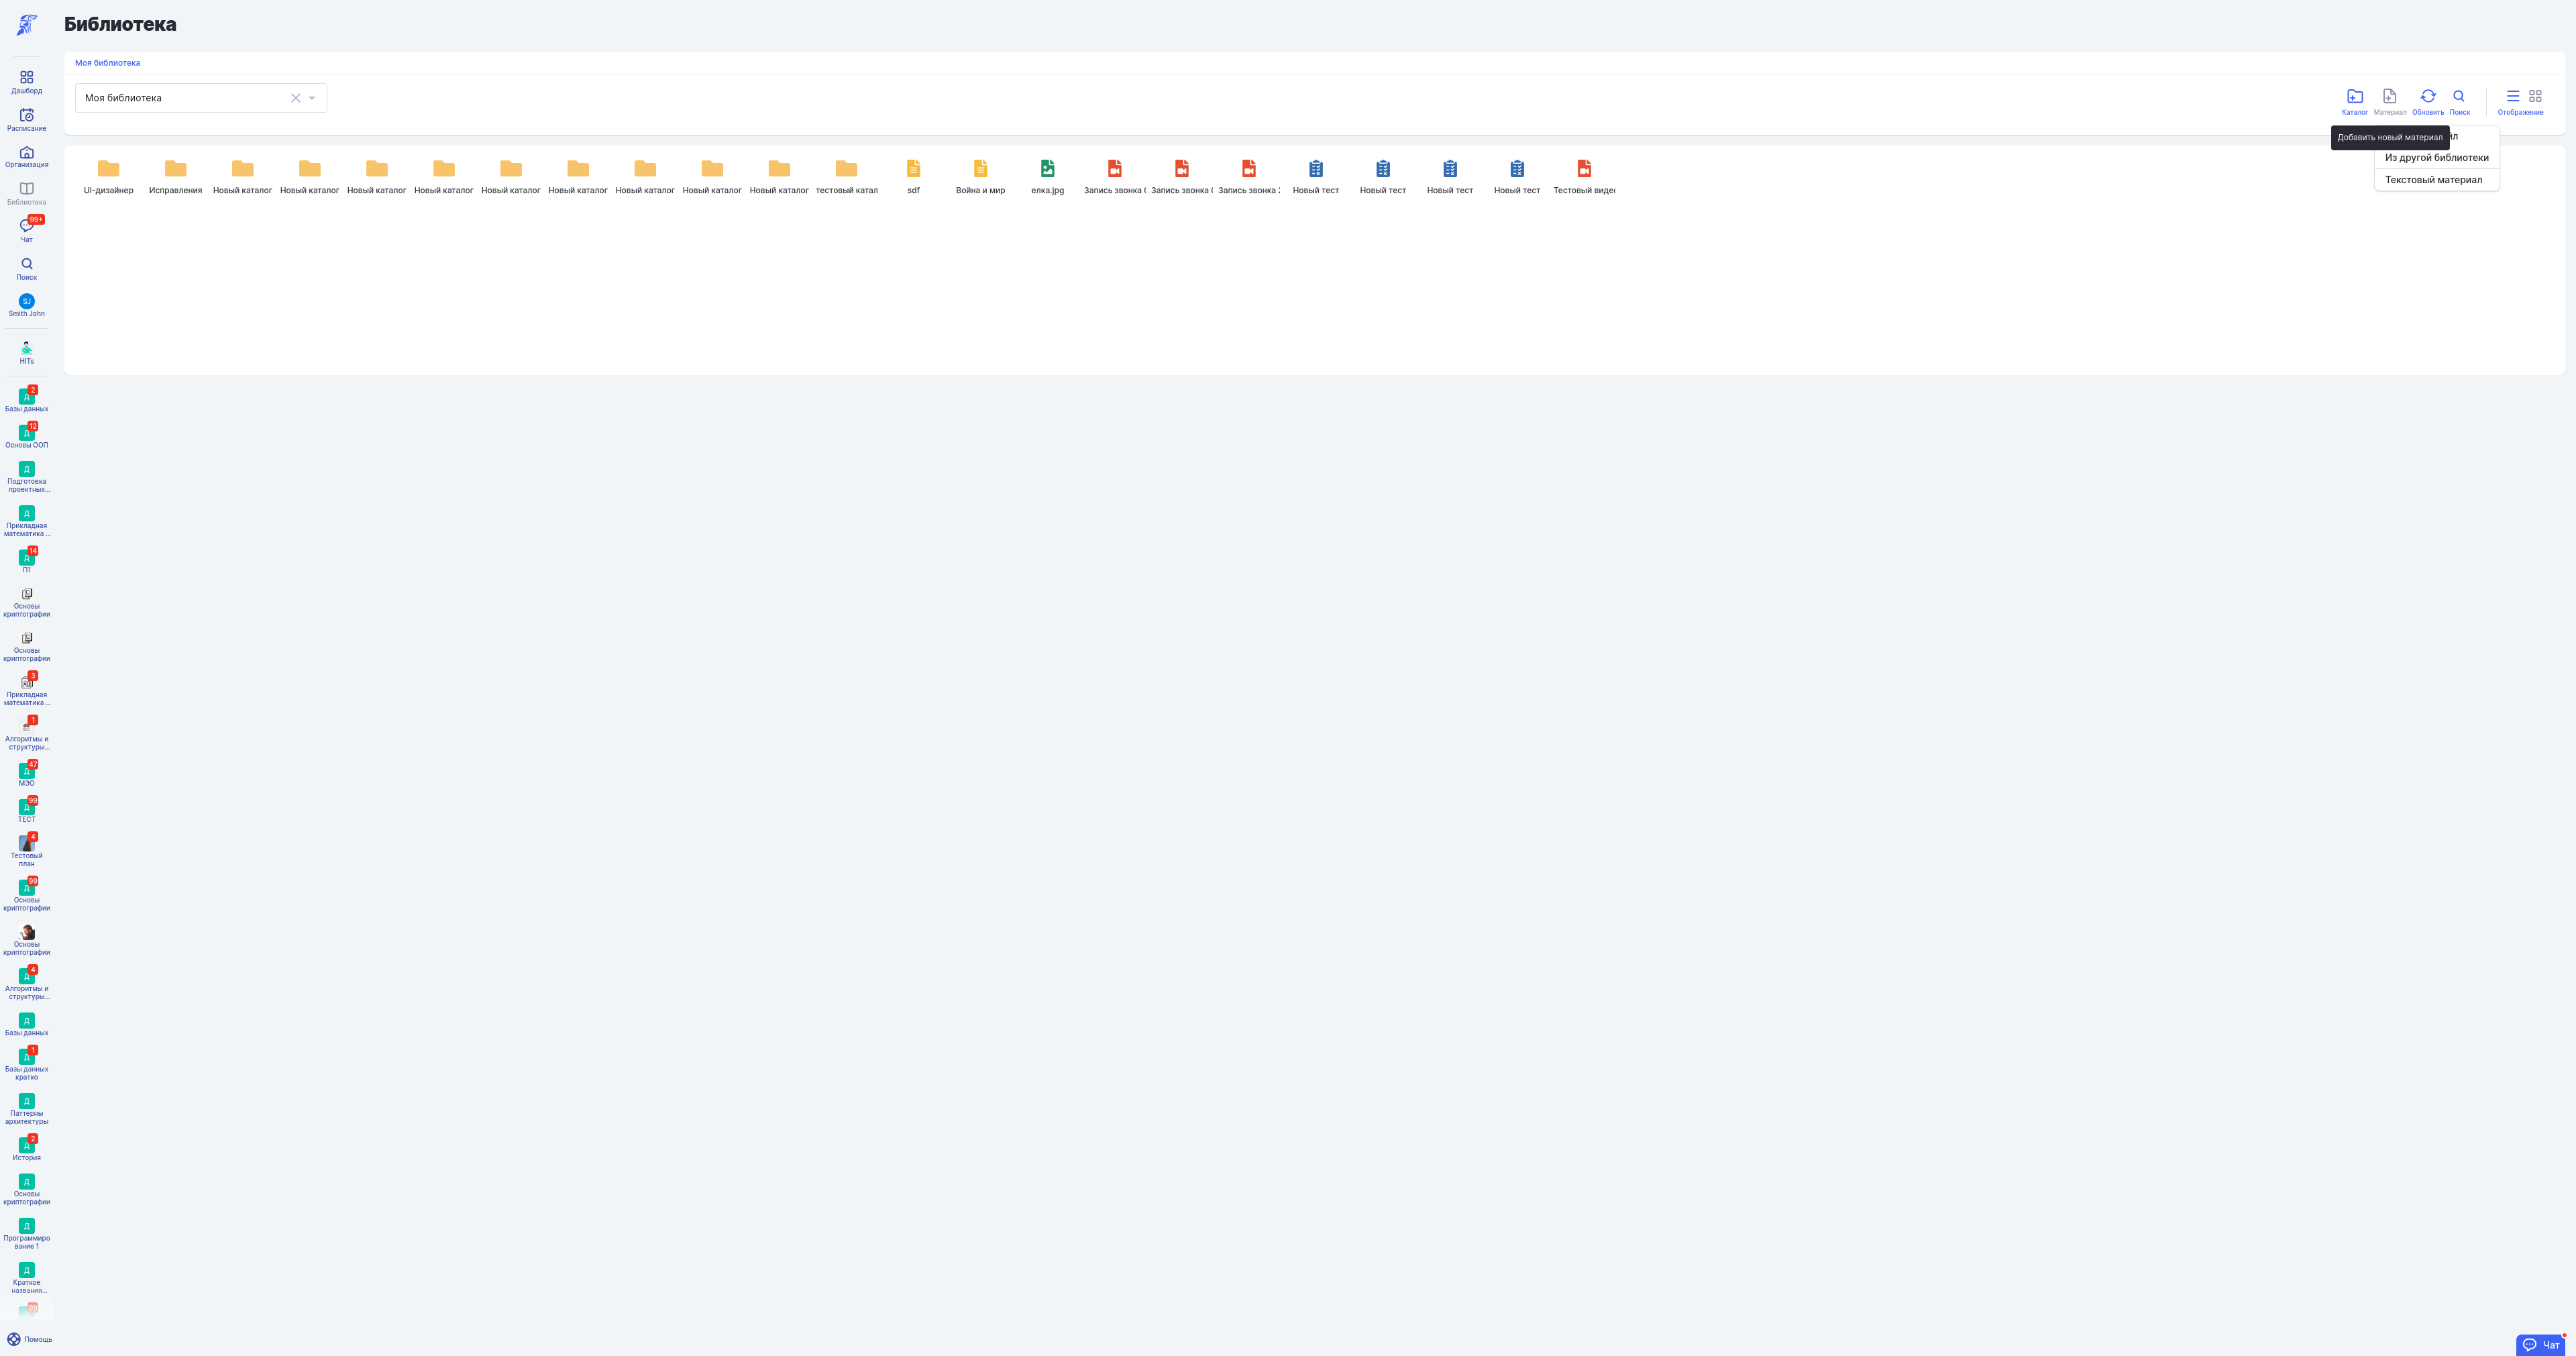 Библиотека
Моя библиотека
Моя библиотека
Каталог
Материал
Обновить
Поиск
Отображение
Добавить новый материал
Из другой библиотеки
Текстовый материал
UI-дизайнер
Исправления
Новый каталог
Новый каталог
Новый каталог
Новый каталог
Новый каталог
Новый каталог
Новый каталог
Новый каталог
Новый каталог
тестовый катал
sdf
Война и мир
елка.jpg
Запись звонка
Запись звонка
Запись звонка
Новый тест
Новый тест
Новый тест
Новый тест
Тестовый видео
Дашборд
Расписание
Организация
Библиотека
99+
Чат
Поиск
SJ
Smith John
HITs
2
Д
Базы данных
12
Д
Основы ООП
Д
Подготовка
проектных...
Д
Прикладная
математика ...
14
Д
П1
Основы
криптографии
Основы
криптографии
3
Прикладная
математика ...
1
Алгоритмы и
структуры...
47
Д
МЭО
99
Д
ТЕСТ
4
Тестовый
план
99
Д
Основы
криптографии
Основы
криптографии
4
Д
Алгоритмы и
структуры...
Д
Базы данных
1
Д
Базы данных
кратко
Д
Паттерны
архитектуры
2
Д
История
Д
Основы
криптографии
Д
Программиро
вание 1
Д
Краткое
названия...
99
Помощь
Чат